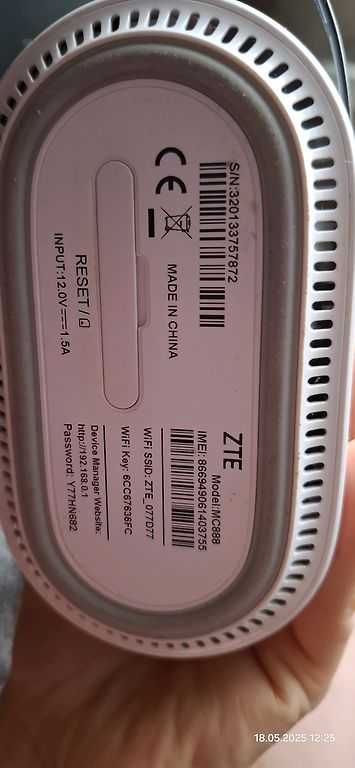 ZTE Model:MC888
IMEI: 866949061403755
WiFi SSID: ZTE_077D77
WiFi Key: 6CC67636FC
Device Manager Website:
http://192.168.0.1
Password: Y77HN682
S/N:320133757872
CE
MADE IN CHINA
RESET /
INPUT:12.0V 1.5A
18.05.2025 12:25